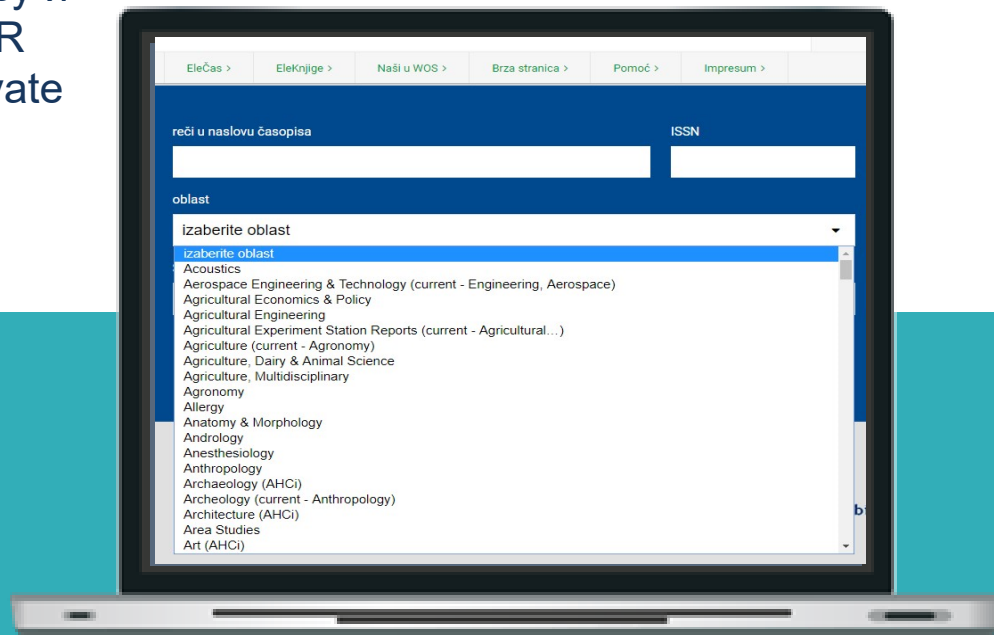 R
vate
EleČas > EleKnjige > Naši u WOS > Brza stranica > Pomoć > Impresum >
reči u naslovu časopisa ISSN
oblast
izaberite oblast
izaberite oblast
Acoustics
Aerospace Engineering & Technology (current - Engineering, Aerospace)
Agricultural Economics & Policy
Agricultural Engineering
Agricultural Experiment Station Reports (current - Agricultural...)
Agriculture (current - Agronomy)
Agriculture, Dairy & Animal Science
Agriculture, Multidisciplinary
Agronomy
Allergy
Anatomy & Morphology
Andrology
Anesthesiology
Anthropology
Archaeology (AHCi)
Archeology (current - Anthropology)
Architecture (AHCi)
Area Studies
Art (AHCi)